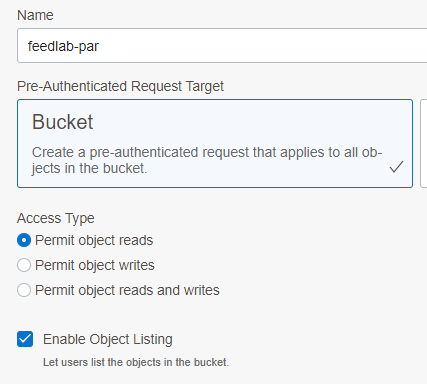 Name
feedlab-par
Pre-Authenticated Request Target
Bucket
Create a pre-authenticated request that applies to all ob-
jects in the bucket.
Access Type
Permit object reads
Permit object writes
Permit object reads and writes
Enable Object Listing
Let users list the objects in the bucket.